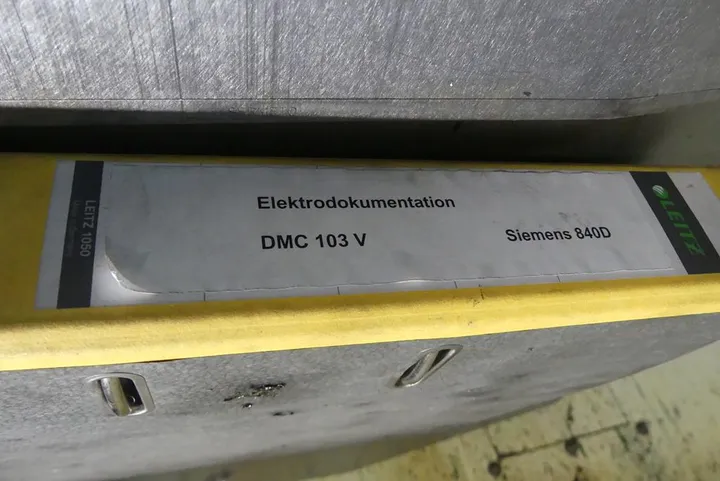 Elektrodokumentation
DMC 103 V
Siemens 840D
LEITZ 1050
LEITZ